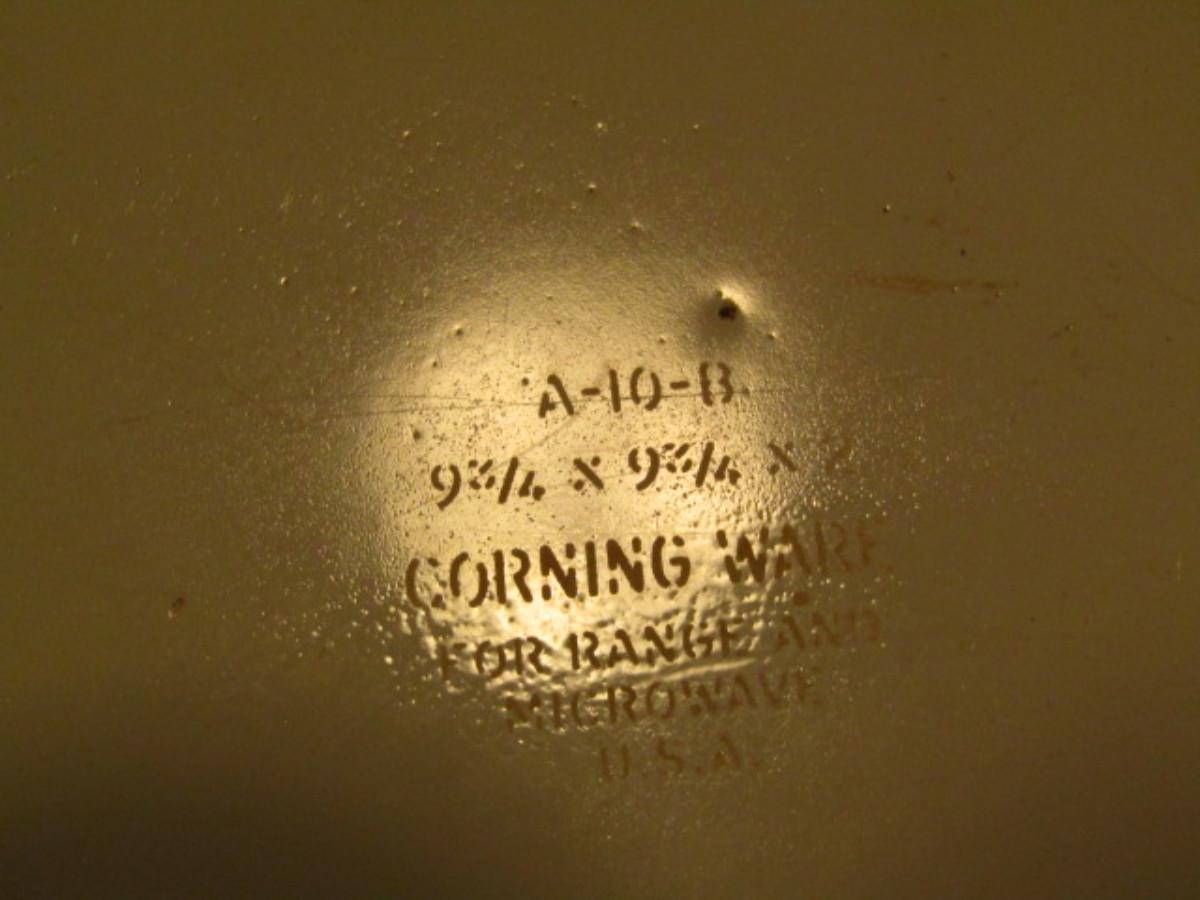 A-10-B
9¾ x 9¾ x 2
CORNING WARE
FOR RANGE AND
MICROWAVE
U.S.A.